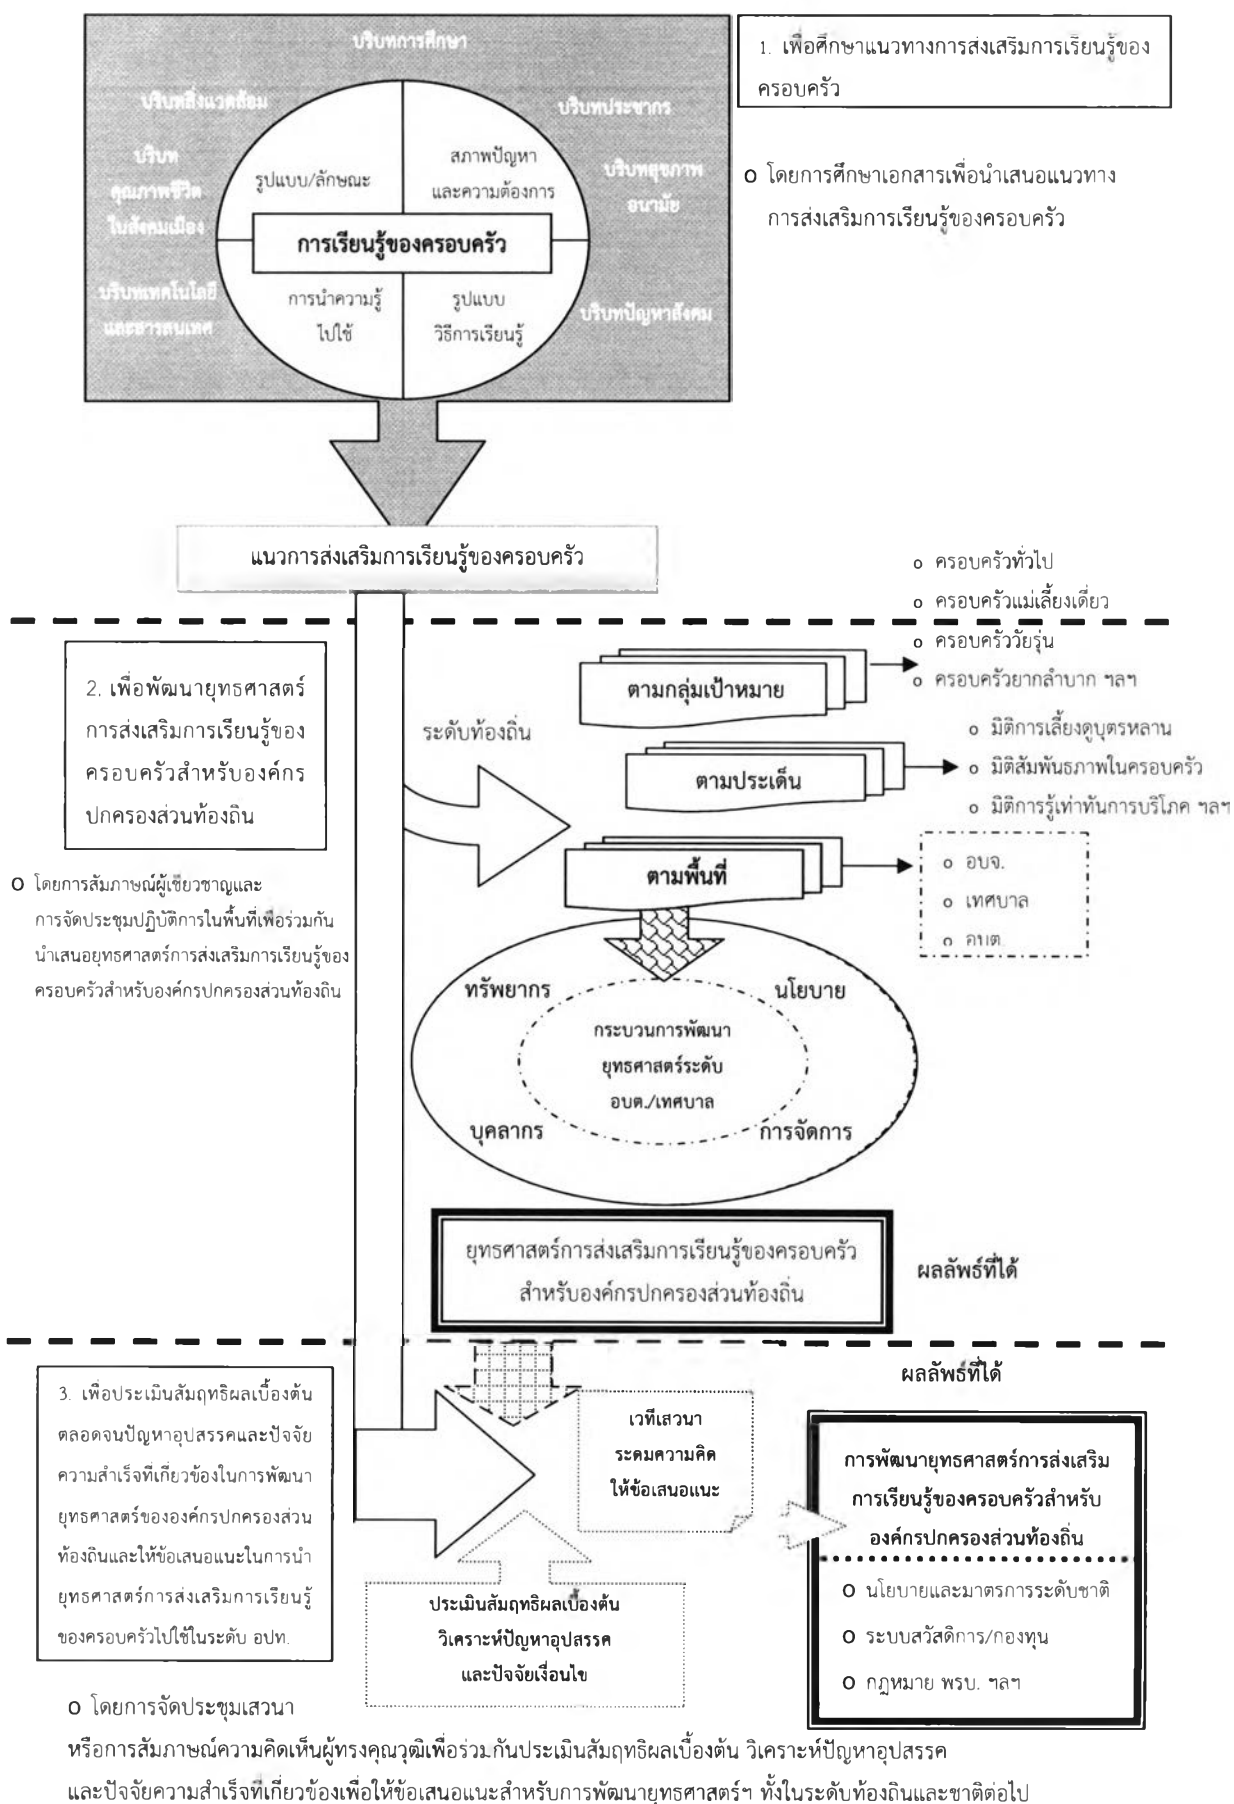 บริบทการศึกษา
บริบทสิ่งแวดล้อม
บริบทประชากร
บริบท
คุณภาพชีวิต
ในสังคมเมือง
บริบทสุขภาพ
อนามัย
บริบทเทคโนโลยี
และสารสนเทศ
บริบทปัญหาสังคม
รูปแบบ/ลักษณะ
สภาพปัญหา
และความต้องการ
การเรียนรู้ของครอบครัว
การนำความรู้
ไปใช้
รูปแบบ
วิธีการเรียนรู้
1. เพื่อศึกษาแนวทางการส่งเสริมการเรียนรู้ของ
ครอบครัว
o โดยการศึกษาเอกสารเพื่อนำเสนอแนวทาง
การส่งเสริมการเรียนรู้ของครอบครัว
แนวการส่งเสริมการเรียนรู้ของครอบครัว
o ครอบครัวทั่วไป
o ครอบครัวแม่เลี้ยงเดี่ยว
o ครอบครัววัยรุ่น
o ครอบครัวยากลำบาก ฯลฯ
2. เพื่อพัฒนายุทธศาสตร์
การส่งเสริมการเรียนรู้ของ
ครอบครัวสำหรับองค์กร
ปกครองส่วนท้องถิ่น
ระดับท้องถิ่น
ตามกลุ่มเป้าหมาย
ตามประเด็น
o มิติการเลี้ยงดูบุตรหลาน
o มิติสัมพันธภาพในครอบครัว
o มิติการรู้เท่าทันการบริโภค ฯลฯ
ตามพื้นที่
o อบจ.
o เทศบาล
o อบต.
o โดยการสัมภาษณ์ผู้เชี่ยวชาญและ
การจัดประชุมปฏิบัติการในพื้นที่เพื่อร่วมกัน
นำเสนอยุทธศาสตร์การส่งเสริมการเรียนรู้ของ
ครอบครัวสำหรับองค์กรปกครองส่วนท้องถิ่น
ทรัพยากร
นโยบาย
กระบวนการพัฒนา
ยุทธศาสตร์ระดับ
อบต./เทศบาล
บุคลากร
การจัดการ
ยุทธศาสตร์การส่งเสริมการเรียนรู้ของครอบครัว
สำหรับองค์กรปกครองส่วนท้องถิ่น
ผลลัพธ์ที่ได้
3. เพื่อประเมินสัมฤทธิผลเบื้องต้น
ตลอดจนปัญหาอุปสรรคและปัจจัย
ความสำเร็จที่เกี่ยวข้องในการพัฒนา
ยุทธศาสตร์ขององค์กรปกครองส่วน
ท้องถิ่นและให้ข้อเสนอแนะในการนำ
ยุทธศาสตร์การส่งเสริมการเรียนรู้
ของครอบครัวไปใช้ในระดับ อปท.
เวทีเสวนา
ระดมความคิด
ให้ข้อเสนอแนะ
ประเมินสัมฤทธิผลเบื้องต้น
วิเคราะห์ปัญหาอุปสรรค
และปัจจัยเงื่อนไข
ผลลัพธ์ที่ได้
การพัฒนายุทธศาสตร์การส่งเสริม
การเรียนรู้ของครอบครัวสำหรับ
องค์กรปกครองส่วนท้องถิ่น
o นโยบายและมาตรการระดับชาติ
o ระบบสวัสดิการ/กองทุน
o กฎหมาย พรบ. ฯลฯ
o โดยการจัดประชุมเสวนา
หรือการสัมภาษณ์ความคิดเห็นผู้ทรงคุณวุฒิเพื่อร่วมกันประเมินสัมฤทธิผลเบื้องต้น วิเคราะห์ปัญหาอุปสรรค
และปัจจัยความสำเร็จที่เกี่ยวข้องเพื่อให้ข้อเสนอแนะสำหรับการพัฒนายุทธศาสตร์ฯ ทั้งในระดับท้องถิ่นและชาติต่อไป